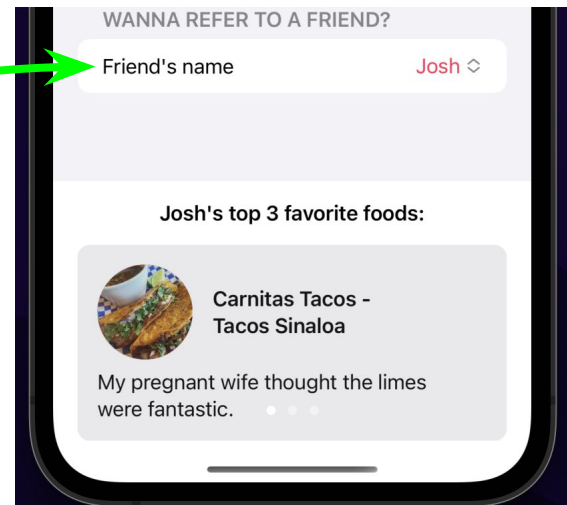 WANNA REFER TO A FRIEND?
Friend's name Josh
Josh's top 3 favorite foods:
Carnitas Tacos -
Tacos Sinaloa
My pregnant wife thought the limes
were fantastic.